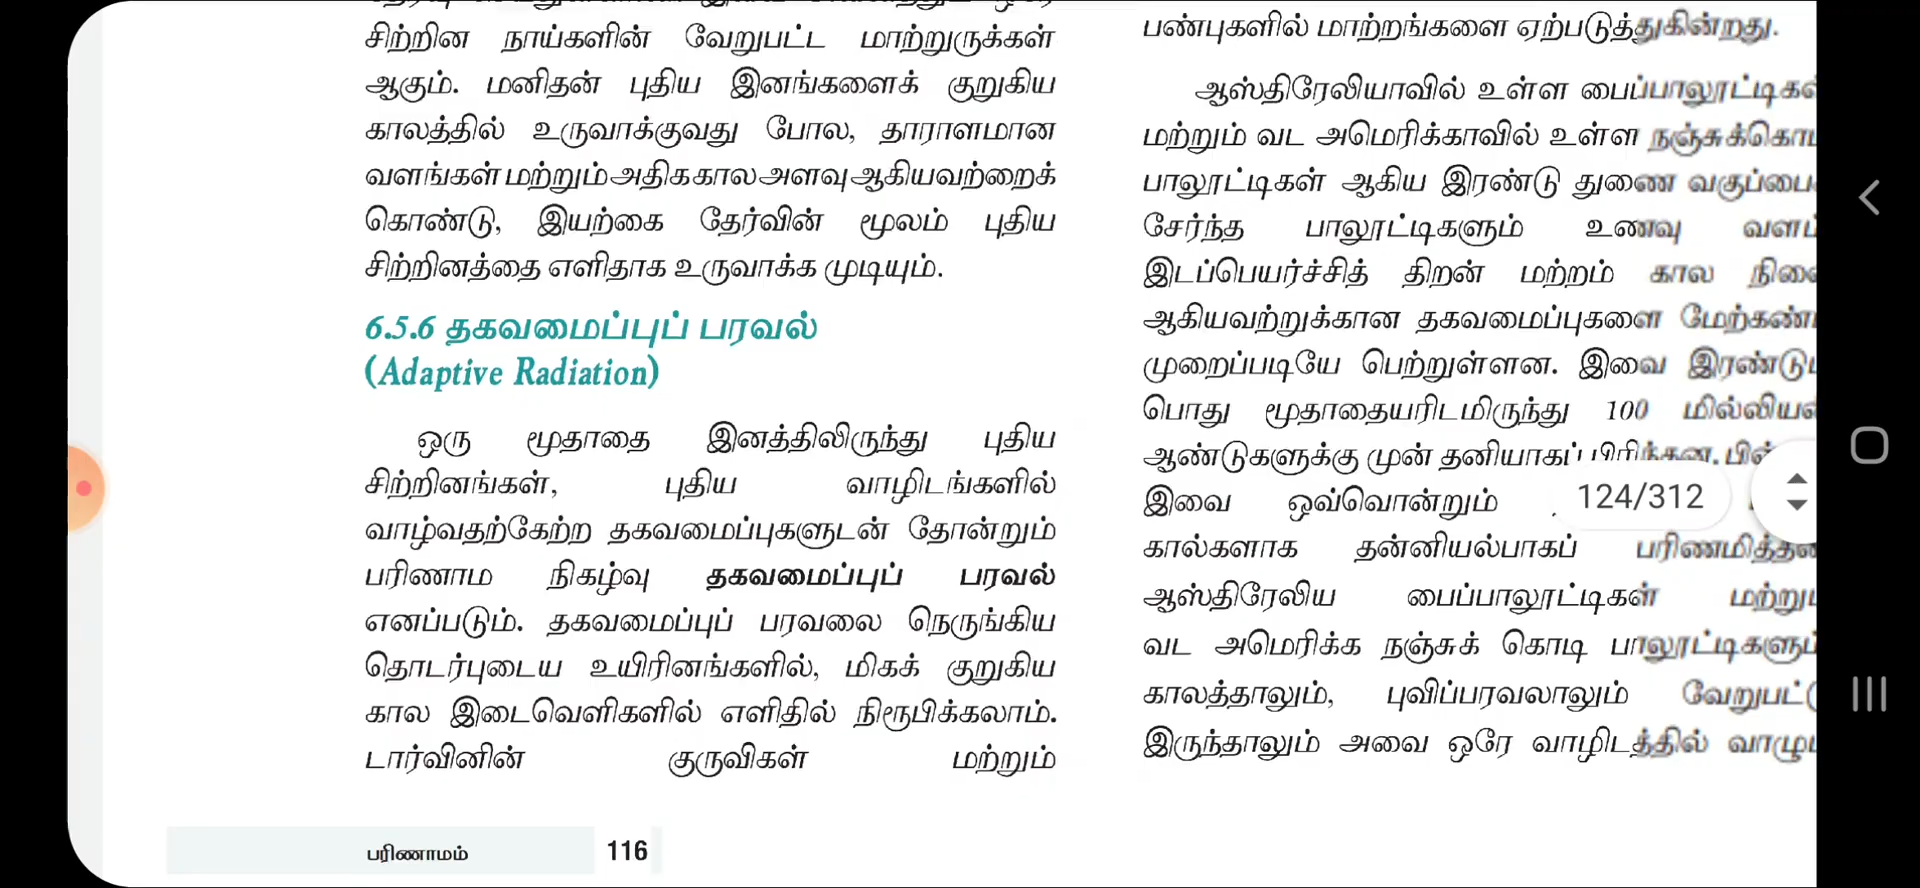 சிற்றின நாய்களின் வேறுபட்ட மாற்றுருக்கள்
ஆகும். மனிதன் புதிய இனங்களைக் குறுகிய
காலத்தில் உருவாக்குவது போல, தாராளமான
வளங்கள் மற்றும் அதிக கால அளவு ஆகியவற்றைக்
கொண்டு, இயற்கை தேர்வின் மூலம் புதிய
சிற்றினத்தை எளிதாக உருவாக்க முடியும்.
6.5.6 தகவமைப்புப் பரவல்
(Adaptive Radiation)
ஒரு மூதாதை இனத்திலிருந்து புதிய
சிற்றினங்கள், புதிய வாழிடங்களில்
வாழ்வதற்கேற்ற தகவமைப்புகளுடன் தோன்றும்
பரிணாம நிகழ்வு தகவமைப்புப் பரவல்
எனப்படும். தகவமைப்புப் பரவலை நெருங்கிய
தொடர்புடைய உயிரினங்களில், மிகக் குறுகிய
கால இடைவெளிகளில் எளிதில் நிரூபிக்கலாம்.
டார்வினின் குருவிகள் மற்றும்
பண்புகளில் மாற்றங்களை ஏற்படுத்துகின்றது.
ஆஸ்திரேலியாவில் உள்ள
மற்றும் வட அமெரிக்காவில் உள்ள
பாலூட்டிகள் ஆகிய இரண்டு துணை
சேர்ந்த பாலூட்டிகளும் உணவு
இடப்பெயர்ச்சித் திறன் மற்றம் கால
ஆகியவற்றுக்கான தகவமைப்புகளை
முறைப்படியே பெற்றுள்ளன. இவை
பொது மூதாதையரிடமிருந்து 100
ஆண்டுகளுக்கு முன் தனியாகப்
இவை ஒவ்வொன்றும்
கால்களாக தன்னியல்பாகப்
ஆஸ்திரேலிய பைப்பாலூட்டிகள்
வட அமெரிக்க நஞ்சுக் கொடி
காலத்தாலும், புவிப்பரவலாலும்
இருந்தாலும் அவை ஒரே வாழிடத்தில்
124/312
பரிணாமம் 116